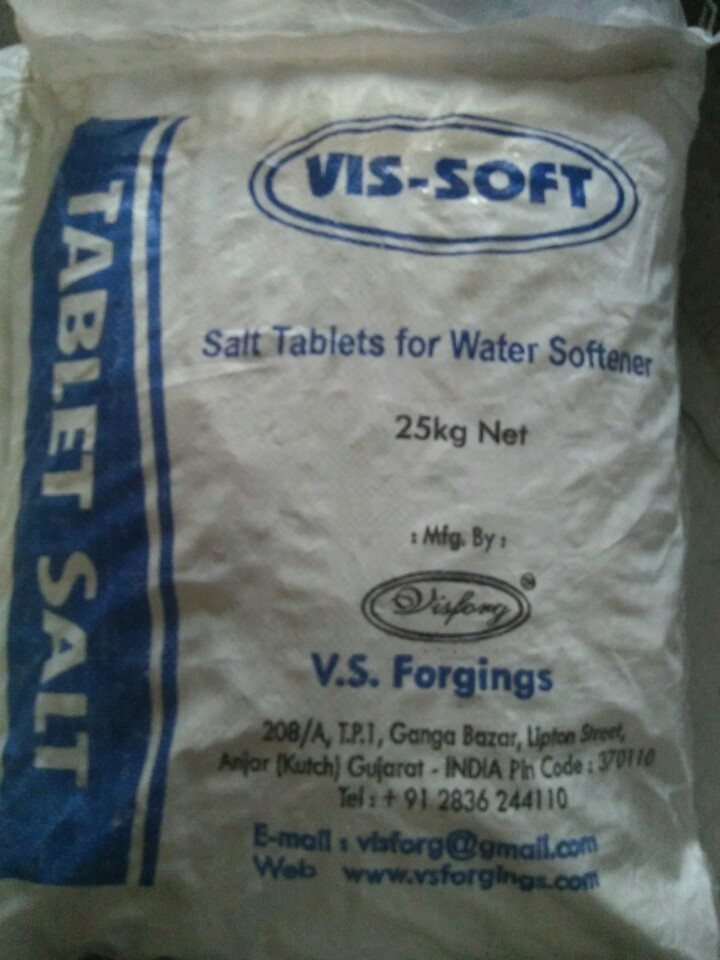 TABLET SALT
VIS-SOFT
Salt Tablets for Water Softener
25kg Net
: Mfg. By :
Visforg
V.S. Forgings
208/A, T.P.1, Ganga Bazar, Lipton Street,
Anjar (Kutch) Gujarat - INDIA Pin Code : 370110
Tel : + 91 2836 244110
E-mail : visforg@gmail.com
Web www.vsforgings.com